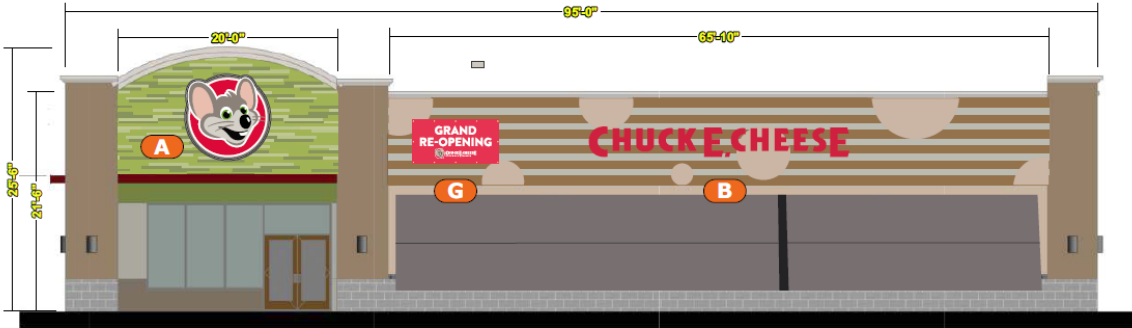 95'-0"
20'-0"
65'-10"
25'-6"
21'-6"
A
GRAND
RE-OPENING
CHUCK E. CHEESE
G
B